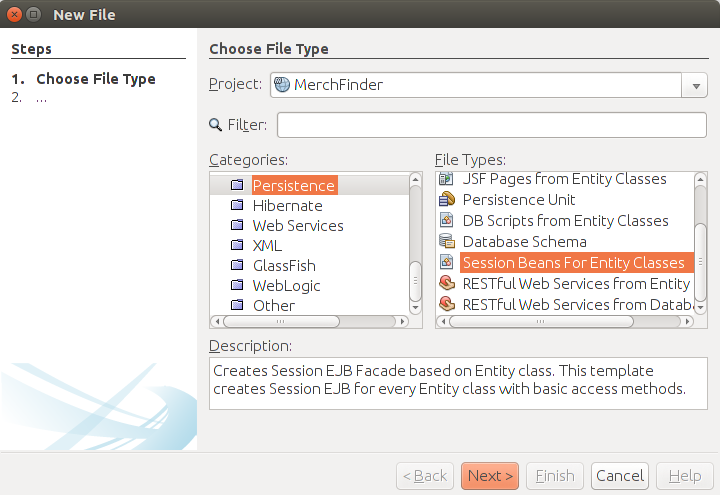 New File
Steps
1. Choose File Type
2. ...
Choose File Type
Project: MerchFinder
Filter:
Categories:
Persistence
Hibernate
Web Services
XML
GlassFish
WebLogic
Other
File Types:
JSF Pages from Entity Classes
Persistence Unit
DB Scripts from Entity Classes
Database Schema
Session Beans For Entity Classes
RESTful Web Services from Entity
RESTful Web Services from Datab
Description:
Creates Session EJB Facade based on Entity class. This template
creates Session EJB for every Entity class with basic access methods.
< Back Next > Finish Cancel Help